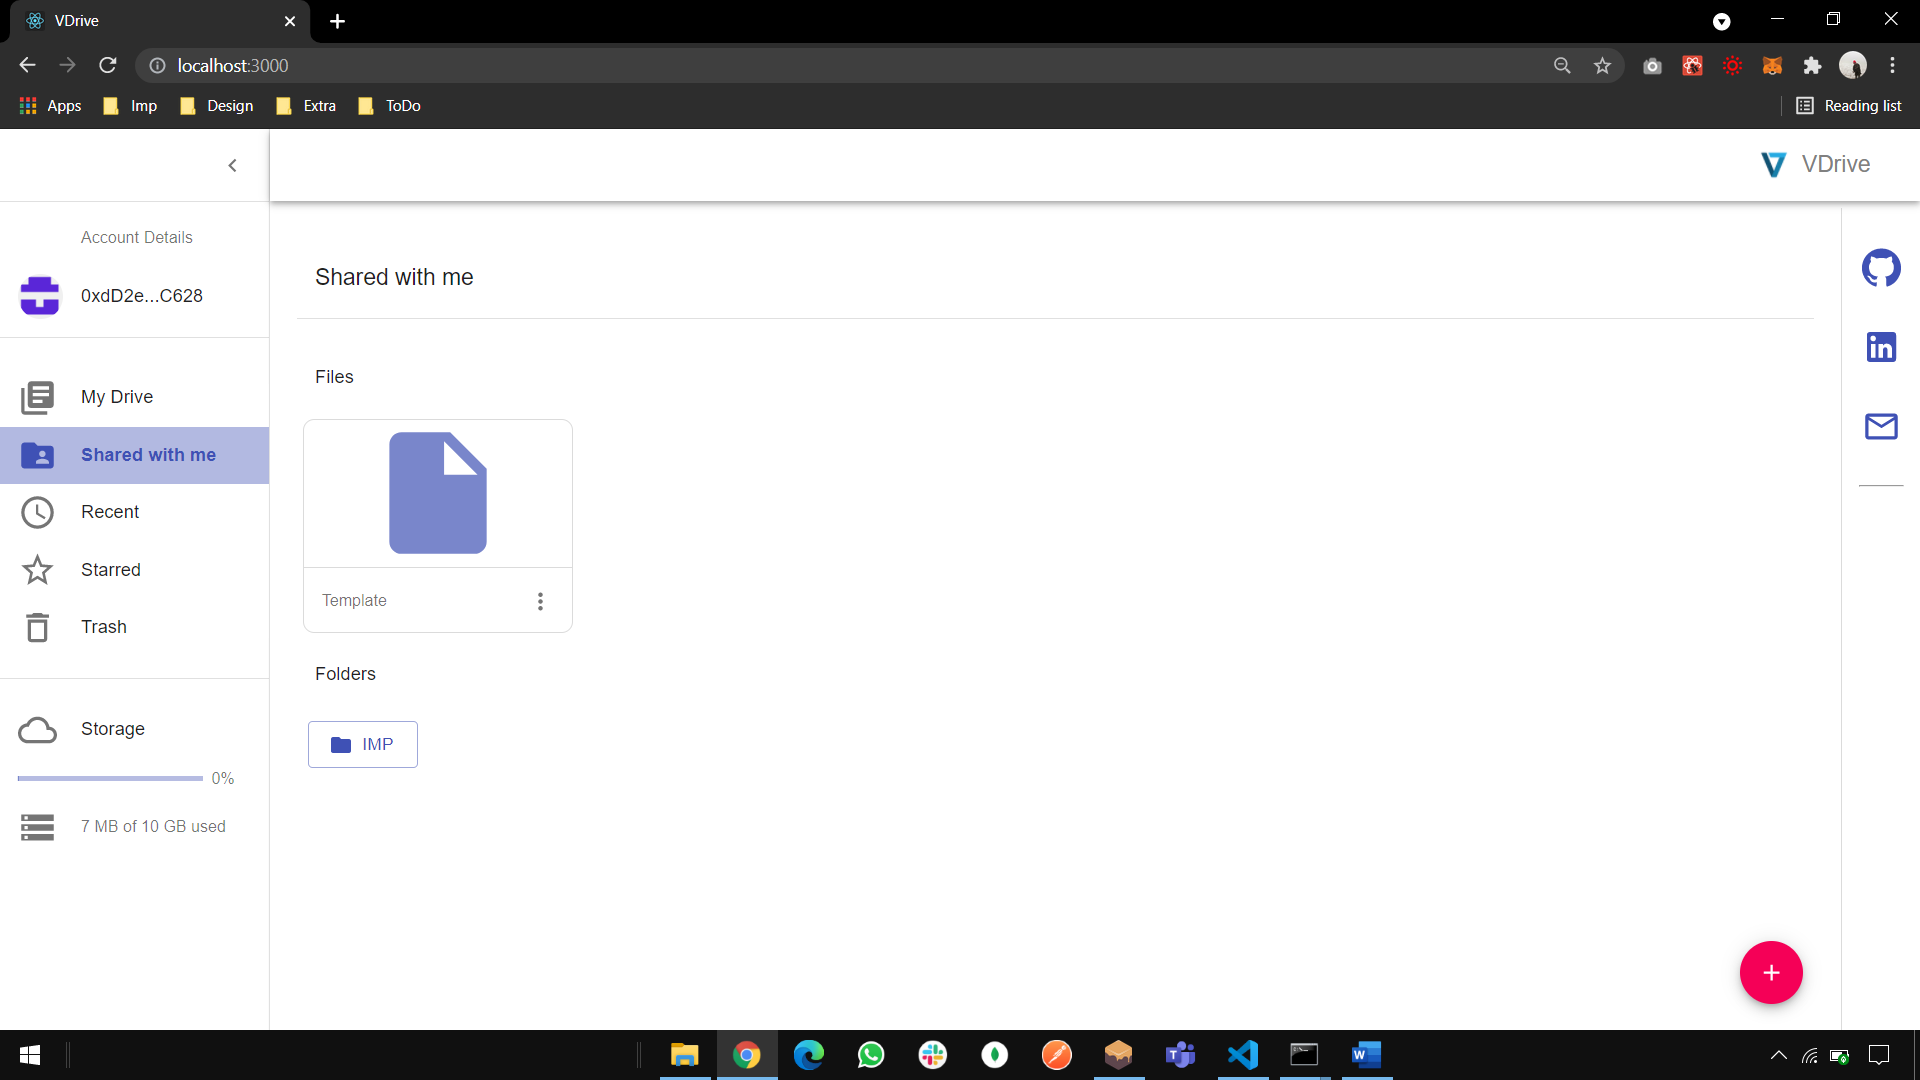 VDrive
localhost:3000
Apps
Imp
Design
Extra
ToDo
Reading list
VDrive
Account Details
0xdD2e...C628
My Drive
Shared with me
Recent
Starred
Trash
Storage
0%
7 MB of 10 GB used
Shared with me
Files
Template
Folders
IMP